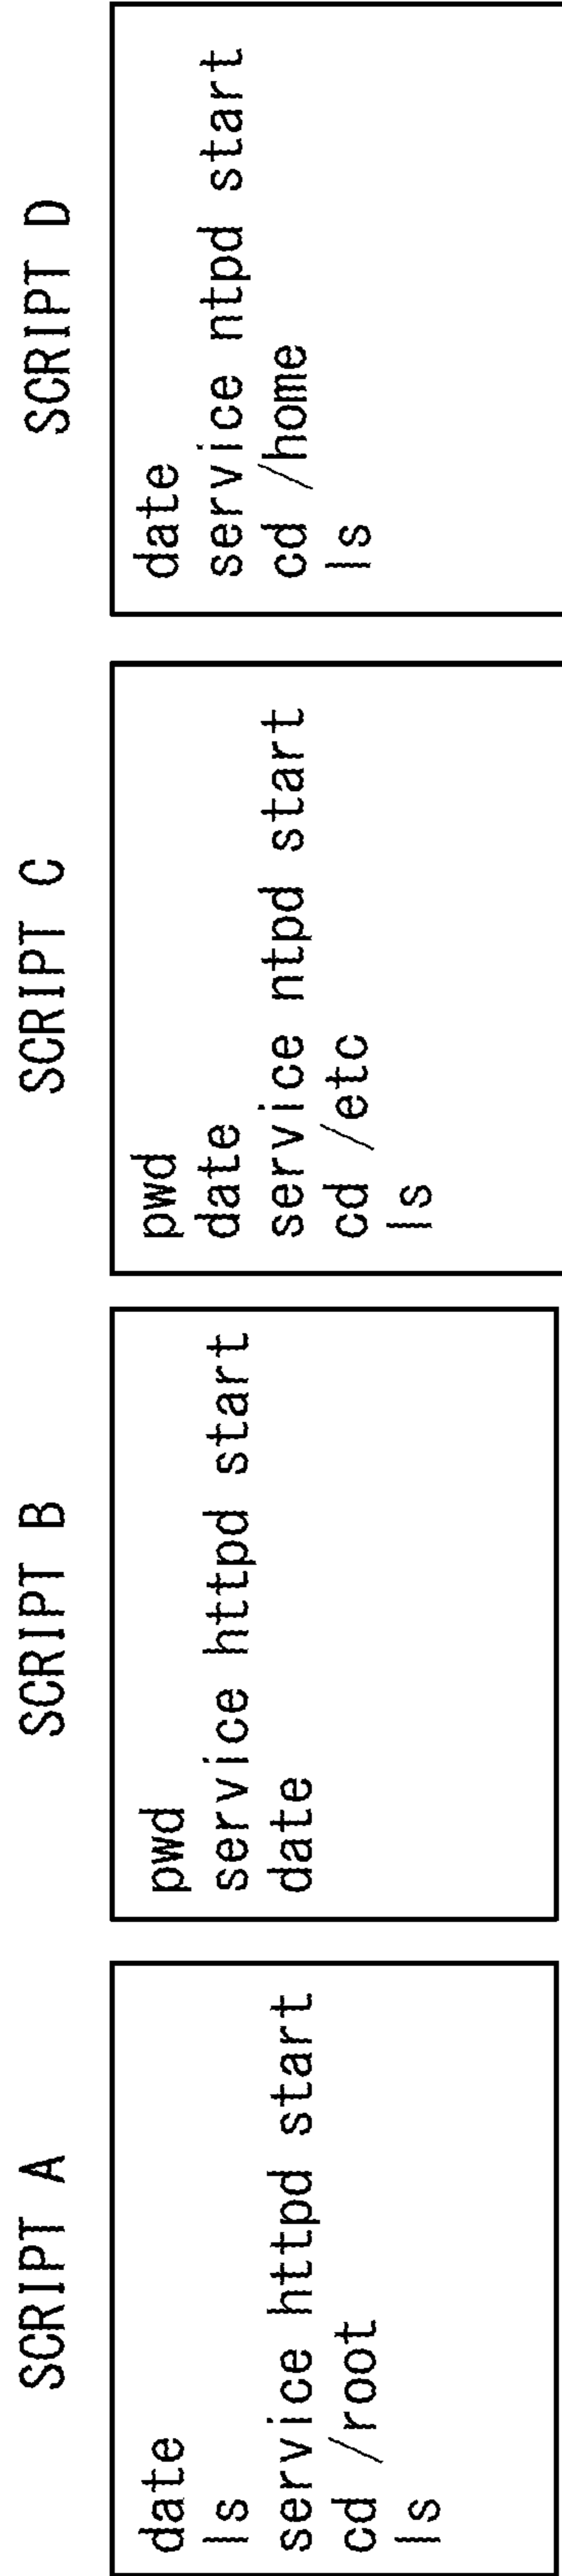 SCRIPT A
date
ls
service httpd start
cd /root
ls
SCRIPT B
pwd
service httpd start
date
SCRIPT C
pwd
date
service ntpd start
cd /etc
ls
SCRIPT D
date
service ntpd start
cd /home
ls